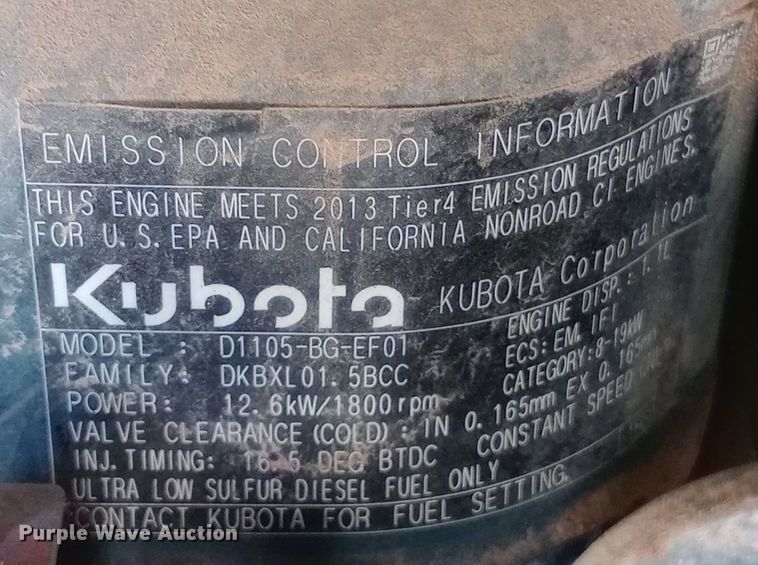 EMISSION CONTROL INFORMATION
THIS ENGINE MEETS 2013 Tier4 EMISSION REGULATIONS
FOR U.S.EPA AND CALIFORNIA NONROAD CI ENGINES.
Kubota KUBOTA Corporation
MODEL : D1105-BG-EF01 ENGINE DISP.: 1.1L
FAMILY: DKBXL01.5BCC ECS: EM, IFI
POWER: 12.6kW/1800rpm CATEGORY:8-19kW
VALVE CLEARANCE(COLD): IN 0.165mm EX 0.165mm
INJ.TIMING: 16.5 DEG BTDC CONSTANT SPEED
ULTRA LOW SULFUR DIESEL FUEL ONLY
CONTACT KUBOTA FOR FUEL SETTING.
Purple Wave Auction